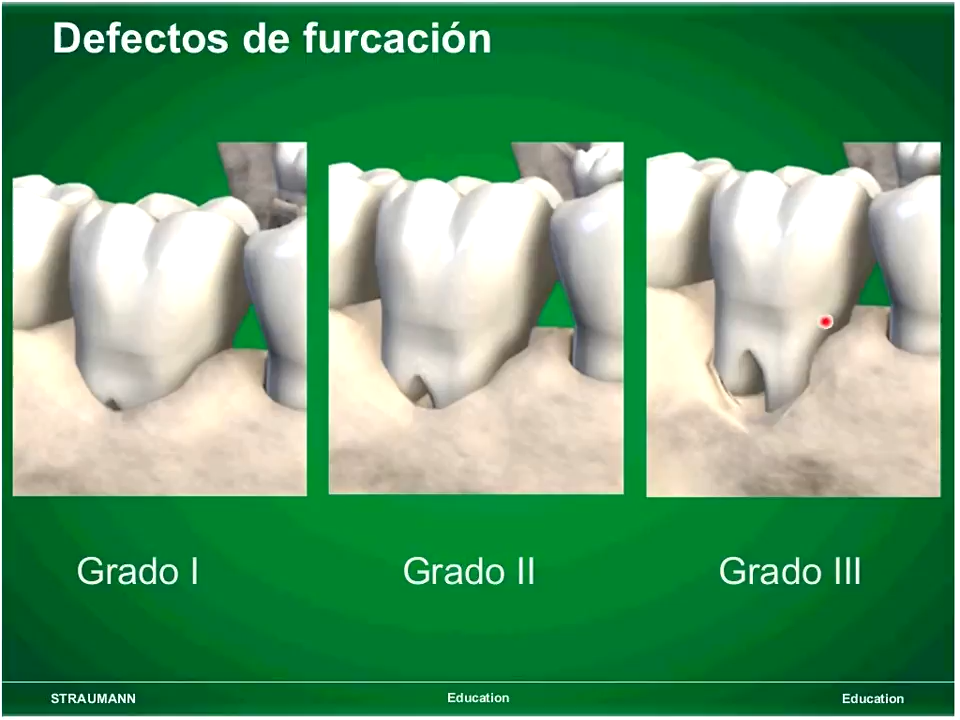 Defectos de furcación
Grado I
Grado II
Grado III
STRAUMANN
Education
Education